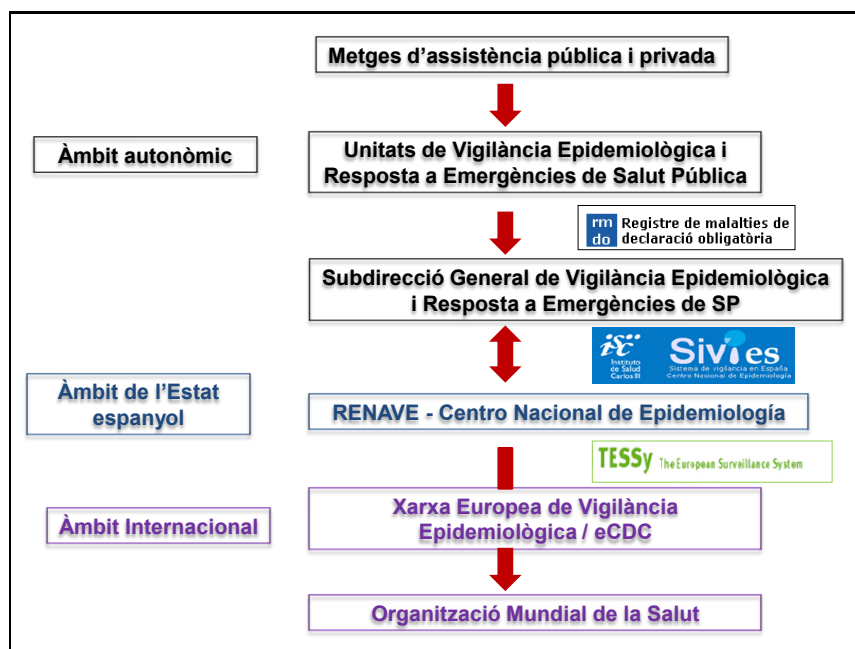 Metges d’assistència pública i privada
Àmbit autonòmic
Unitats de Vigilància Epidemiològica i
Resposta a Emergències de Salut Pública
rm
do
Registre de malalties de
declaració obligatòria
Subdirecció General de Vigilància Epidemiològica
i Resposta a Emergències de SP
isc
Instituto
de Salud
Carlos III
Sivies
Sistema de vigilancia en España
Centro Nacional de Epidemiología
Àmbit de l’Estat
espanyol
RENAVE - Centro Nacional de Epidemiología
TESSy The European Surveillance System
Àmbit Internacional
Xarxa Europea de Vigilància
Epidemiològica / eCDC
Organització Mundial de la Salut